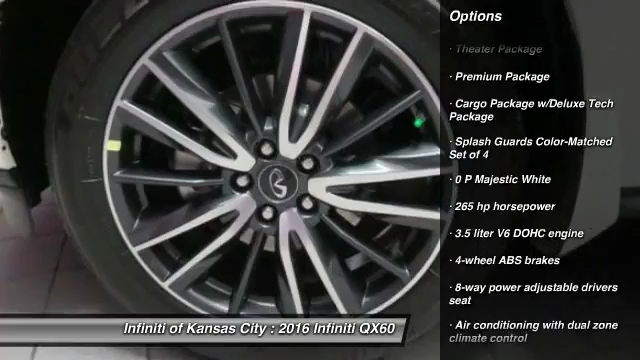 Options
· Theater Package
· Premium Package
· Cargo Package w/Deluxe Tech
Package
· Splash Guards Color-Matched
Set of 4
· 0 P Majestic White
· 265 hp horsepower
· 3.5 liter V6 DOHC engine
· 4-wheel ABS brakes
· 8-way power adjustable drivers
seat
· Air conditioning with dual zone
climate control
Infiniti of Kansas City : 2016 Infiniti QX60